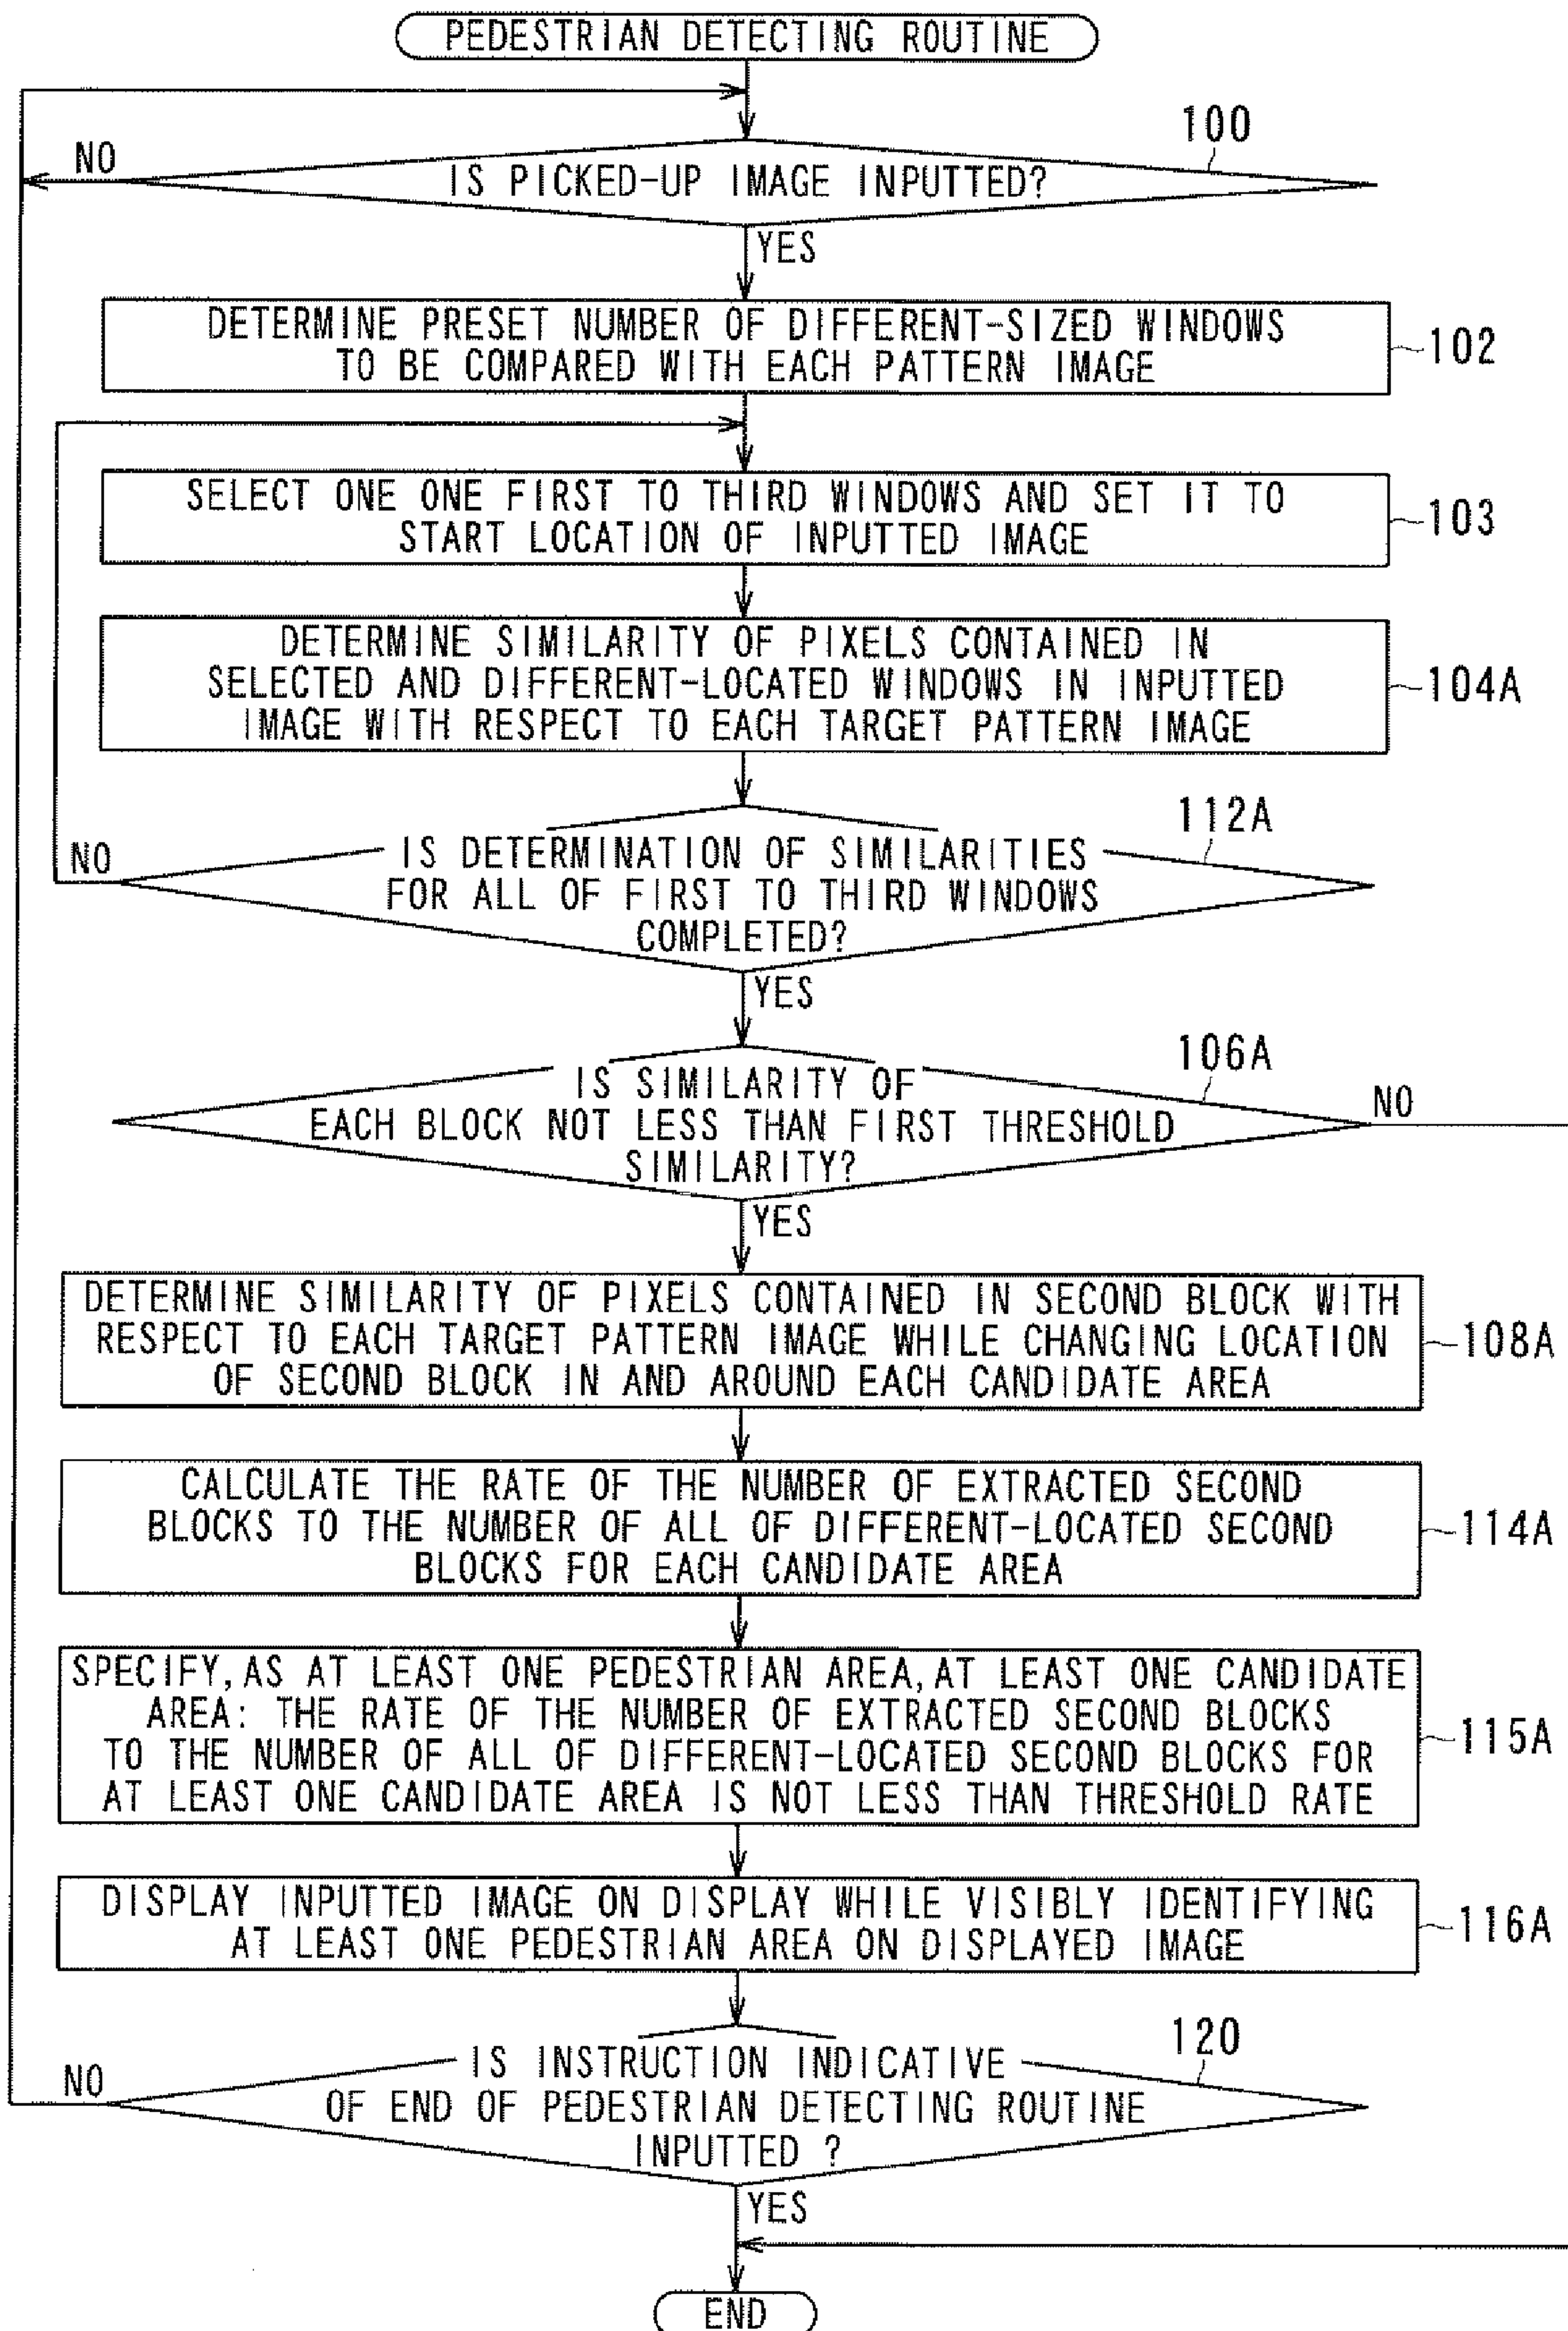 PEDESTRIAN DETECTING ROUTINE
100
NO
IS PICKED-UP IMAGE INPUTTED?
YES
DETERMINE PRESET NUMBER OF DIFFERENT-SIZED WINDOWS
TO BE COMPARED WITH EACH PATTERN IMAGE
102
SELECT ONE ONE FIRST TO THIRD WINDOWS AND SET IT TO
START LOCATION OF INPUTTED IMAGE
103
DETERMINE SIMILARITY OF PIXELS CONTAINED IN
SELECTED AND DIFFERENT-LOCATED WINDOWS IN INPUTTED
IMAGE WITH RESPECT TO EACH TARGET PATTERN IMAGE
104A
112A
NO
IS DETERMINATION OF SIMILARITIES
FOR ALL OF FIRST TO THIRD WINDOWS
COMPLETED?
YES
106A
IS SIMILARITY OF
EACH BLOCK NOT LESS THAN FIRST THRESHOLD
SIMILARITY?
NO
YES
DETERMINE SIMILARITY OF PIXELS CONTAINED IN SECOND BLOCK WITH
RESPECT TO EACH TARGET PATTERN IMAGE WHILE CHANGING LOCATION
OF SECOND BLOCK IN AND AROUND EACH CANDIDATE AREA
108A
CALCULATE THE RATE OF THE NUMBER OF EXTRACTED SECOND
BLOCKS TO THE NUMBER OF ALL OF DIFFERENT-LOCATED SECOND
BLOCKS FOR EACH CANDIDATE AREA
114A
SPECIFY, AS AT LEAST ONE PEDESTRIAN AREA, AT LEAST ONE CANDIDATE
AREA: THE RATE OF THE NUMBER OF EXTRACTED SECOND BLOCKS
TO THE NUMBER OF ALL OF DIFFERENT-LOCATED SECOND BLOCKS FOR
AT LEAST ONE CANDIDATE AREA IS NOT LESS THAN THRESHOLD RATE
115A
DISPLAY INPUTTED IMAGE ON DISPLAY WHILE VISIBLY IDENTIFYING
AT LEAST ONE PEDESTRIAN AREA ON DISPLAYED IMAGE
116A
120
NO
IS INSTRUCTION INDICATIVE
OF END OF PEDESTRIAN DETECTING ROUTINE
INPUTTED ?
YES
END